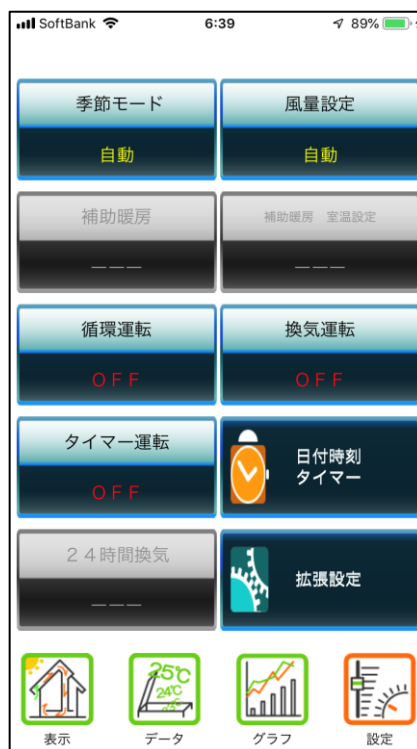 SoftBank 6:39 89%
季節モード 風量設定
自動 自動
補助暖房 補助暖房　室温設定
––– –––
循環運転 換気運転
ＯＦＦ ＯＦＦ
タイマー運転
ＯＦＦ
日付時刻
タイマー
２４時間換気
–––
拡張設定
25℃
24℃
表示 データ グラフ 設定